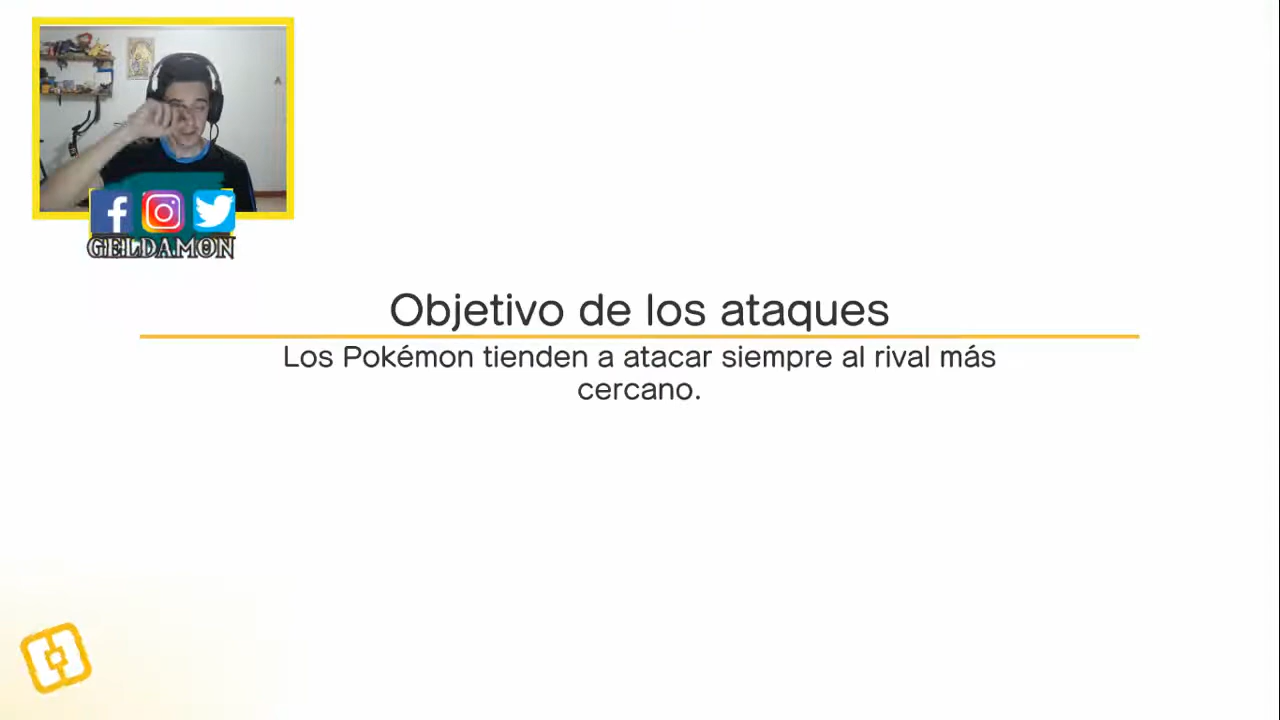 GELDAMON
Objetivo de los ataques
Los Pokémon tienden a atacar siempre al rival más
cercano.